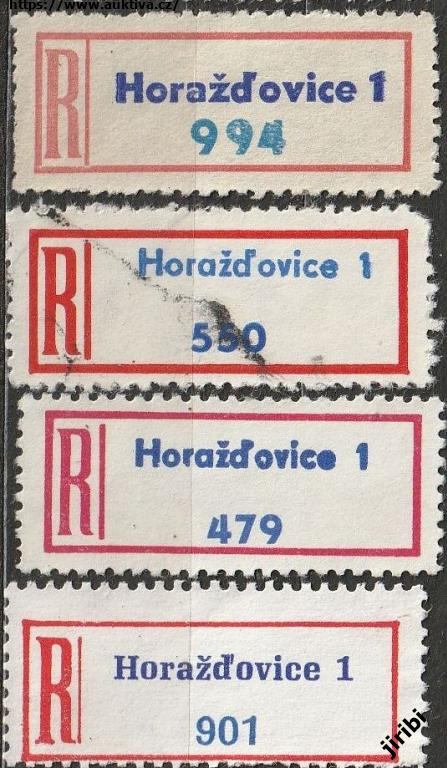 https://www.auktiva.cz/
R Horažďovice 1
994
R Horažďovice 1
550
R Horažďovice 1
479
R Horažďovice 1
901
jiribi